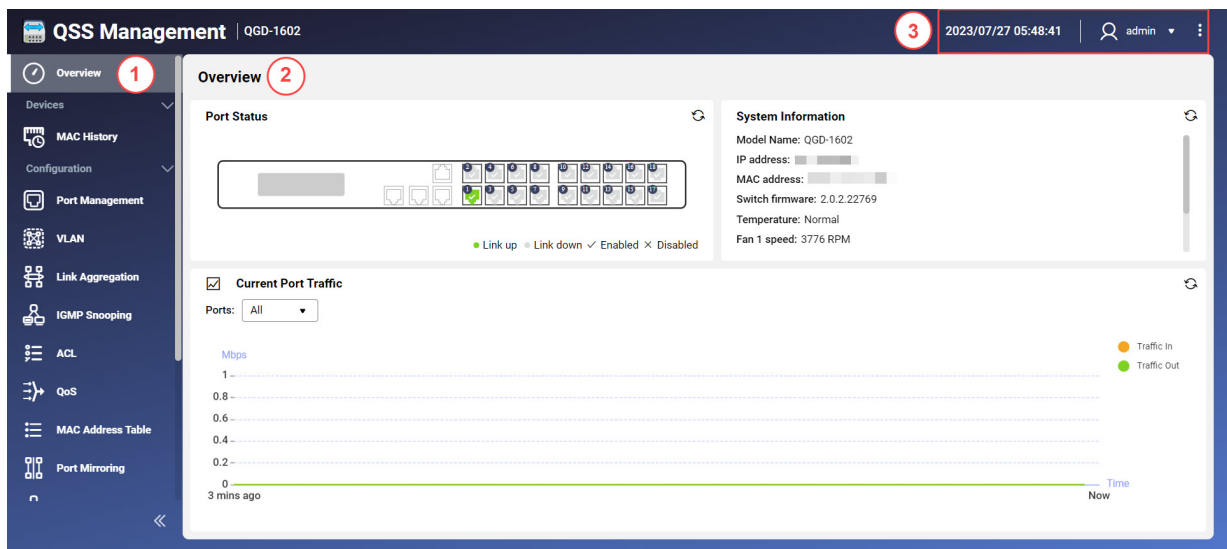 QSS Management | QGD-1602
3
2023/07/27 05:48:41
admin
Overview
1
Devices
MAC History
Configuration
Port Management
VLAN
Link Aggregation
IGMP Snooping
ACL
QoS
MAC Address Table
Port Mirroring
Overview
2
Port Status
2 4 6 8 10 12 14 16 18
1 3 5 7 9 11 13 15 17
Link up Link down ✓ Enabled × Disabled
System Information
Model Name: QGD-1602
IP address:
MAC address:
Switch firmware: 2.0.2.22769
Temperature: Normal
Fan 1 speed: 3776 RPM
Current Port Traffic
Ports: All
Mbps
1
0.8
0.6
0.4
0.2
0
3 mins ago
Now
Time
Traffic In
Traffic Out